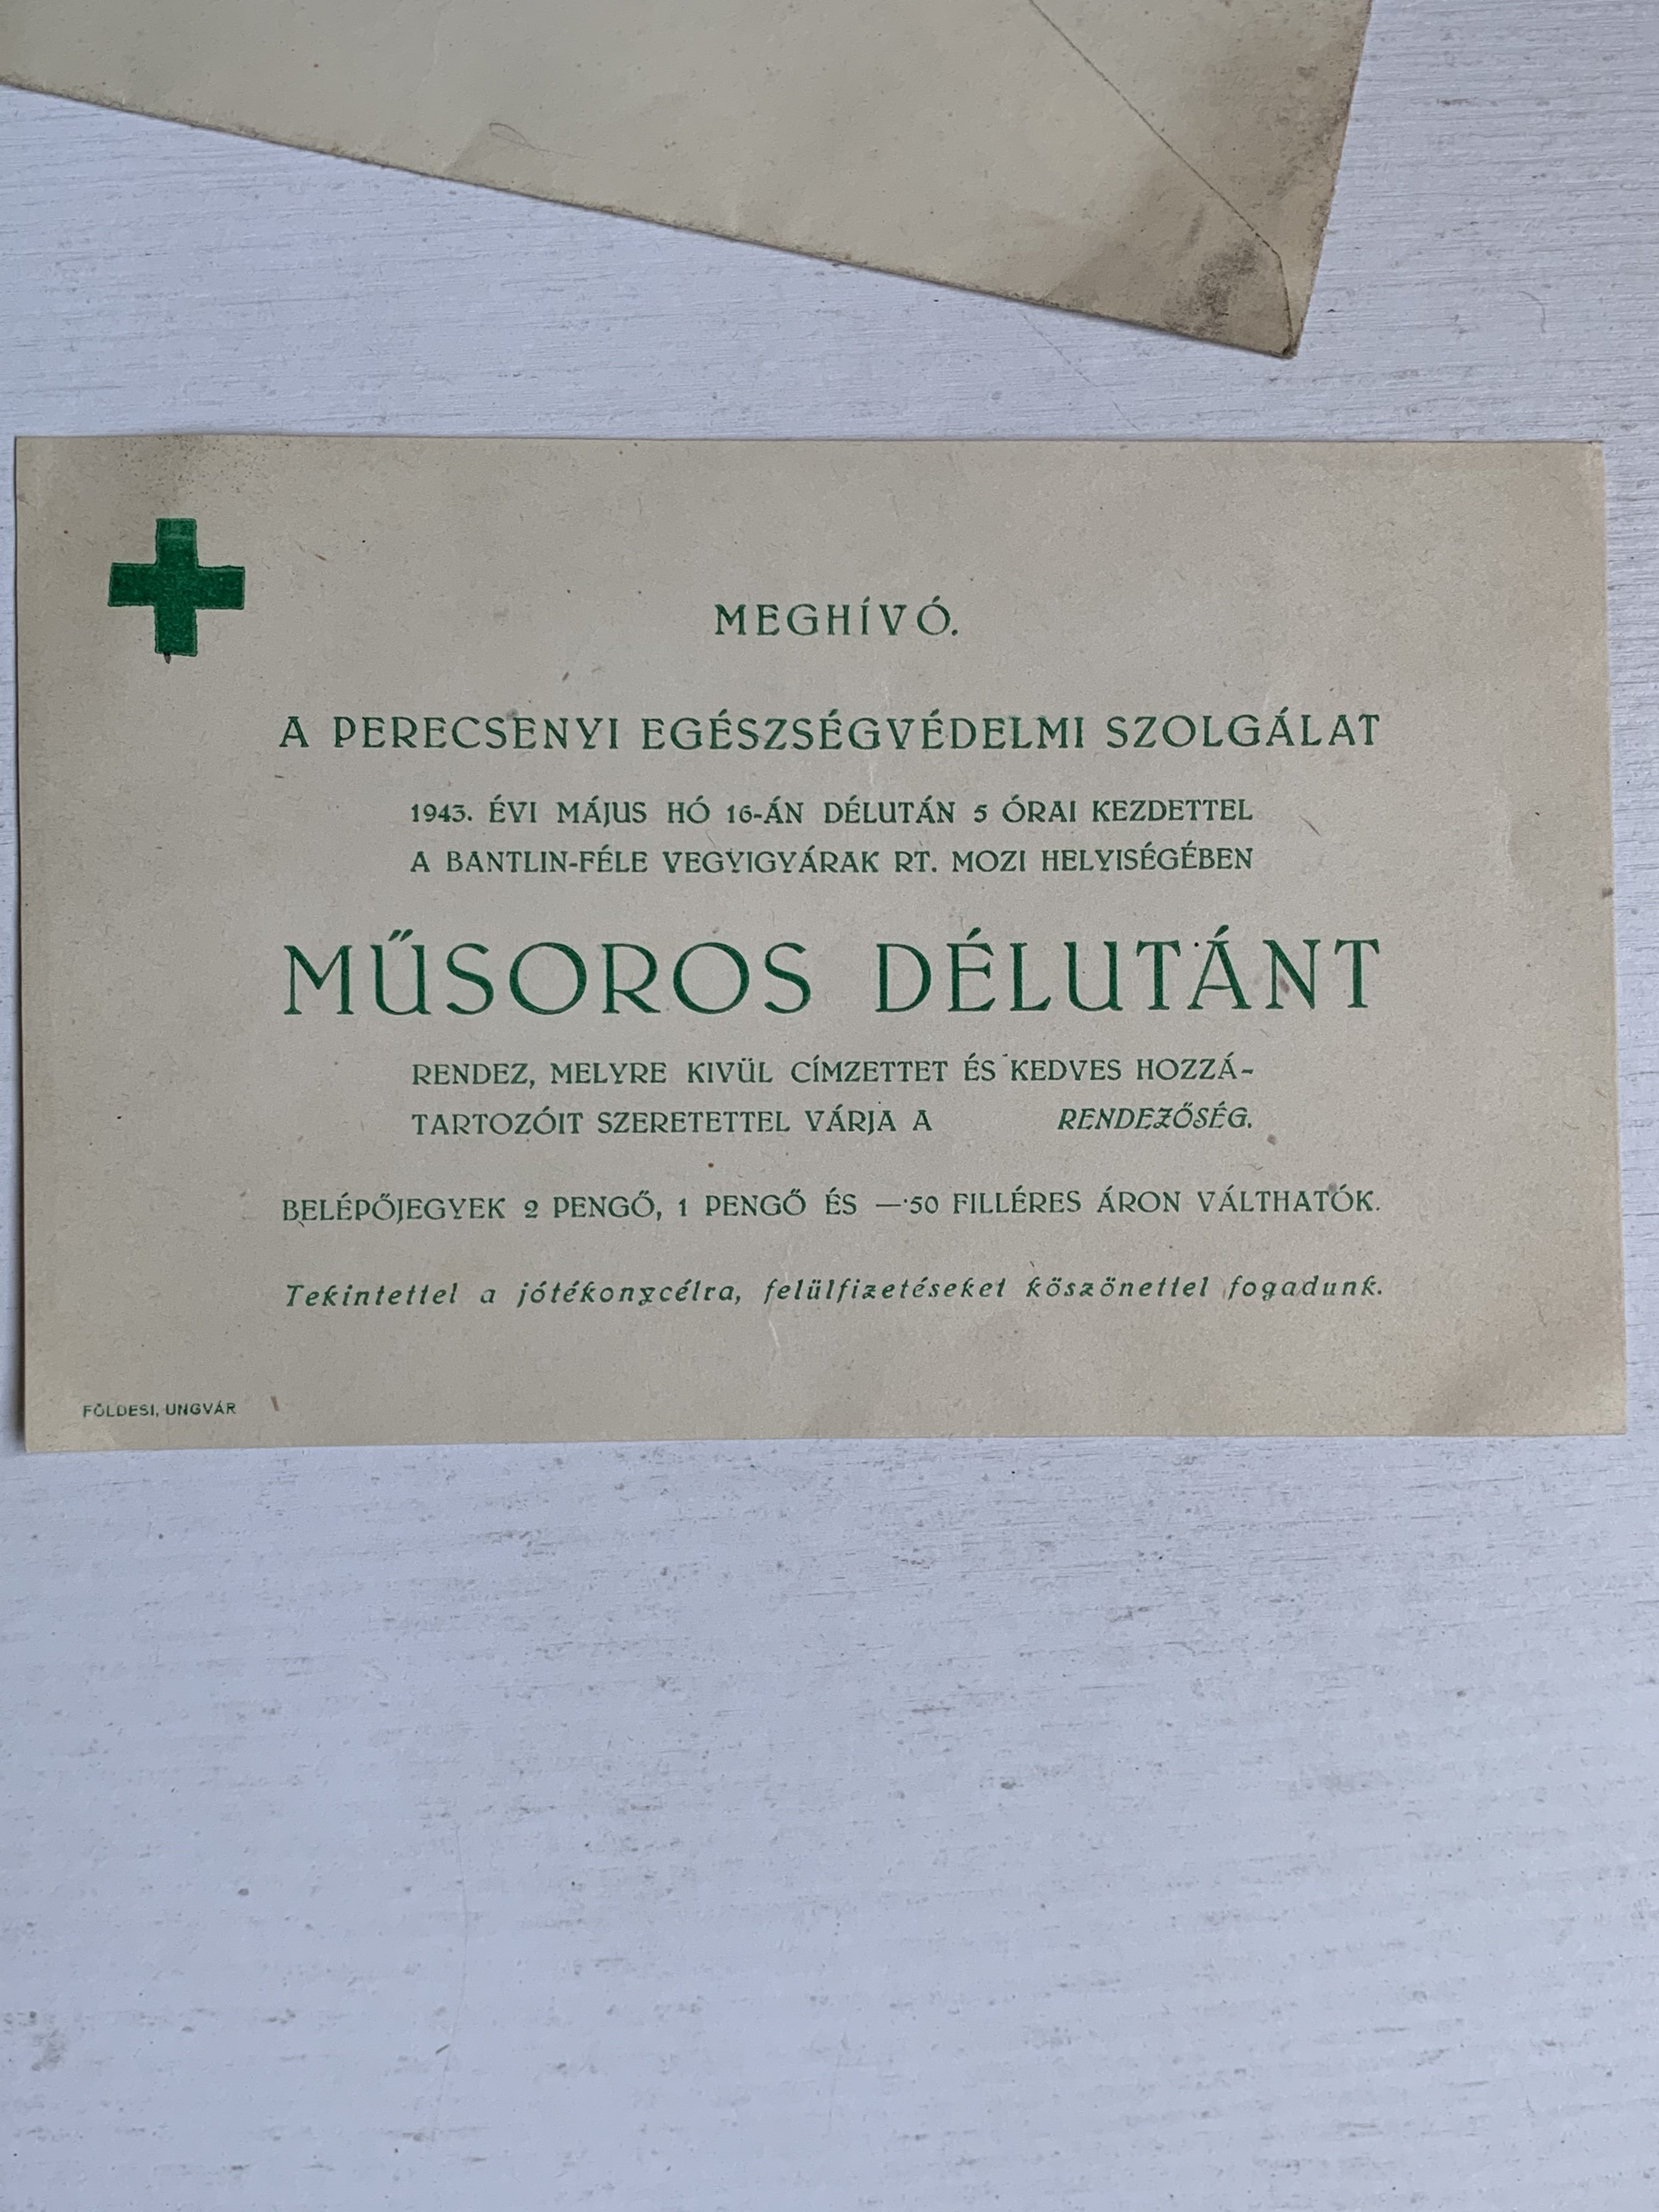 MEGHÍVÓ.
A PERECSENYI EGÉSZSÉGVÉDELMI SZOLGÁLAT
1943. ÉVI MÁJUS HÓ 16-ÁN DÉLUTÁN 5 ÓRAI KEZDETTEL
A BANTLIN-FÉLE VEGYIGYÁRAK RT. MOZI HELYISÉGÉBEN
MŰSOROS DÉLUTÁNT
RENDEZ, MELYRE KIVÜL CÍMZETTET ÉS KEDVES HOZZÁ-
TARTOZÓIT SZERETETTEL VÁRJA A RENDEZŐSÉG.
BELÉPŐJEGYEK 2 PENGŐ, 1 PENGŐ ÉS —·50 FILLÉRES ÁRON VÁLTHATÓK.
Tekintettel a jótékonycélra, felülfizetéseket köszönettel fogadunk.
FÖLDESI, UNGVÁR